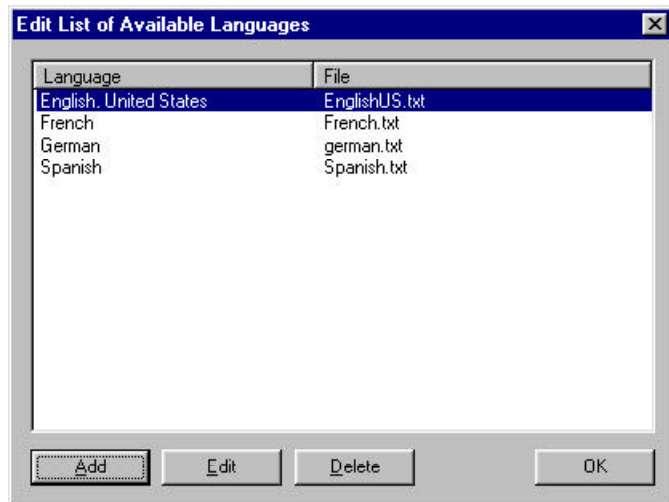 Edit List of Available Languages
Language File
English, United States EnglishUS.txt
French French.txt
German german.txt
Spanish Spanish.txt
Add Edit Delete OK